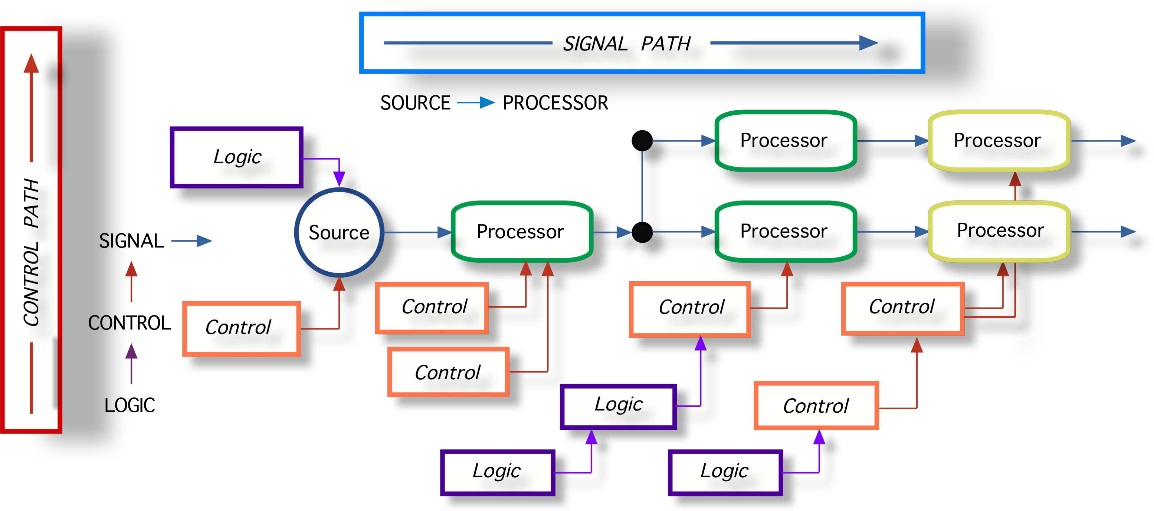 SIGNAL PATH
SOURCE
PROCESSOR
CONTROL PATH
Logic
Processor
Processor
SIGNAL
Source
Processor
Processor
Processor
CONTROL
Control
Control
Control
Control
Control
LOGIC
Logic
Control
Logic
Logic